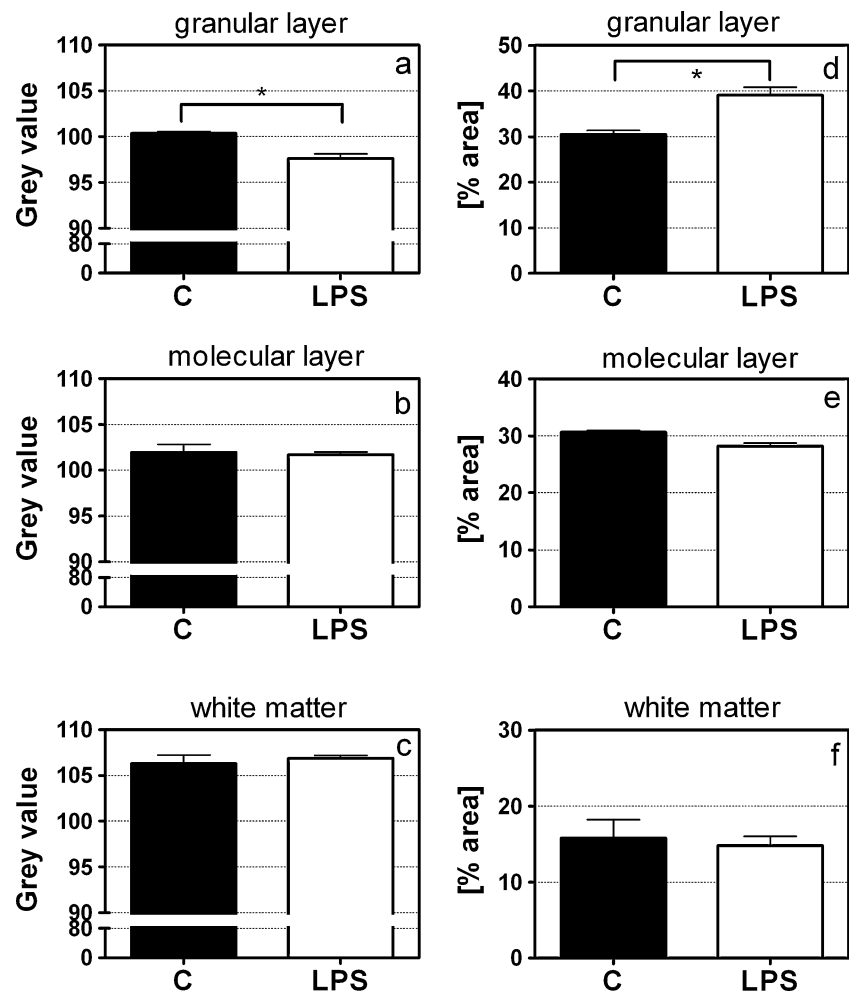 granular layer
a
Grey value
110
105
*
100
95
90
80
0
C LPS
granular layer
d
[% area]
50
40
*
30
20
10
0
C LPS
molecular layer
b
Grey value
110
105
100
95
90
80
0
C LPS
molecular layer
e
[% area]
40
30
20
10
0
C LPS
white matter
c
Grey value
110
105
100
95
90
80
0
C LPS
white matter
f
[% area]
30
20
10
0
C LPS